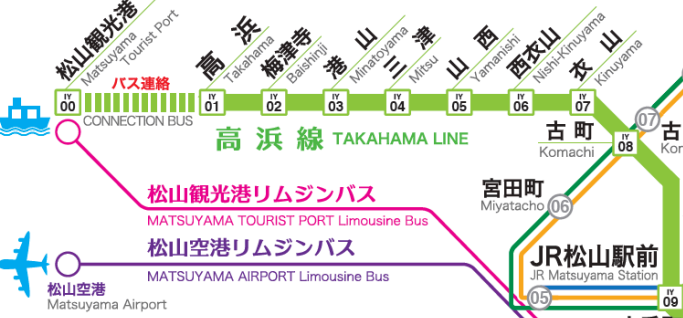 松山観光港
Matsuyama
Tourist Port
高浜
Takahama
梅津寺
Baishinji
港山
Minatoyama
三津
Mitsu
山西
Yamanishi
西衣山
Nishi-Kinuyama
衣山
Kinuyama
バス連絡
IY
00
IY
01
IY
02
IY
03
IY
04
IY
05
IY
06
IY
07
CONNECTION BUS
高浜線 TAKAHAMA LINE
古町
Komachi
IY
08
07
古
宮田町
Miyatacho
06
松山観光港リムジンバス
MATSUYAMA TOURIST PORT Limousine Bus
松山空港リムジンバス
MATSUYAMA AIRPORT Limousine Bus
松山空港
Matsuyama Airport
JR松山駅前
JR Matsuyama Station
05
IY
09